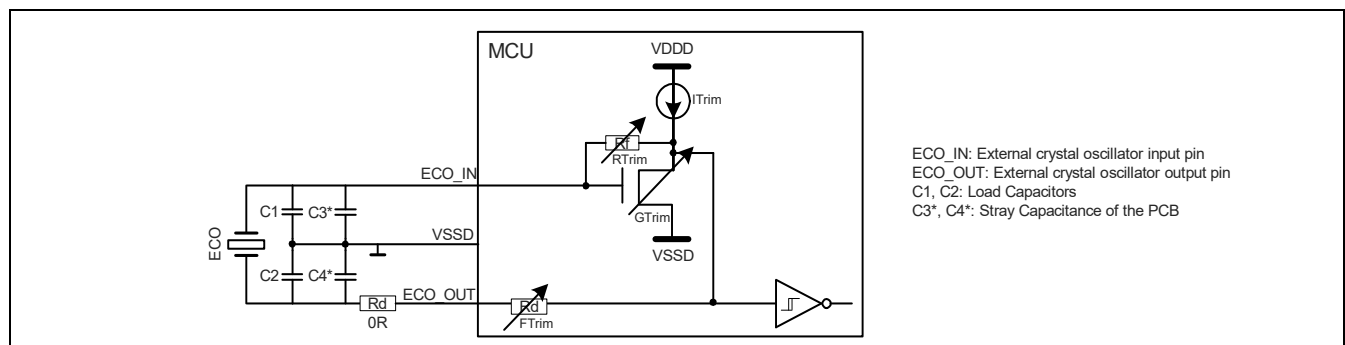 MCU
VDDD
ITrim
Rf
RTrim
ECO_IN
GTrim
VSSD
VSSD
C1
C3*
ECO
C2
C4*
Rd
0R
ECO_OUT
Rd
FTrim
ECO_IN: External crystal oscillator input pin
ECO_OUT: External crystal oscillator output pin
C1, C2: Load Capacitors
C3*, C4*: Stray Capacitance of the PCB